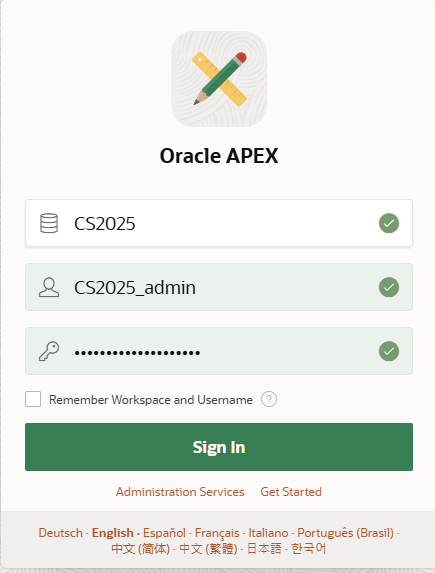 Oracle APEX
CS2025
CS2025_admin
••••••••••••••••••••
Remember Workspace and Username ?
Sign In
Administration Services Get Started
Deutsch · English · Español · Français · Italiano · Português (Brasil) ·
中文 (简体) · 中文 (繁體) · 日本語 · 한국어